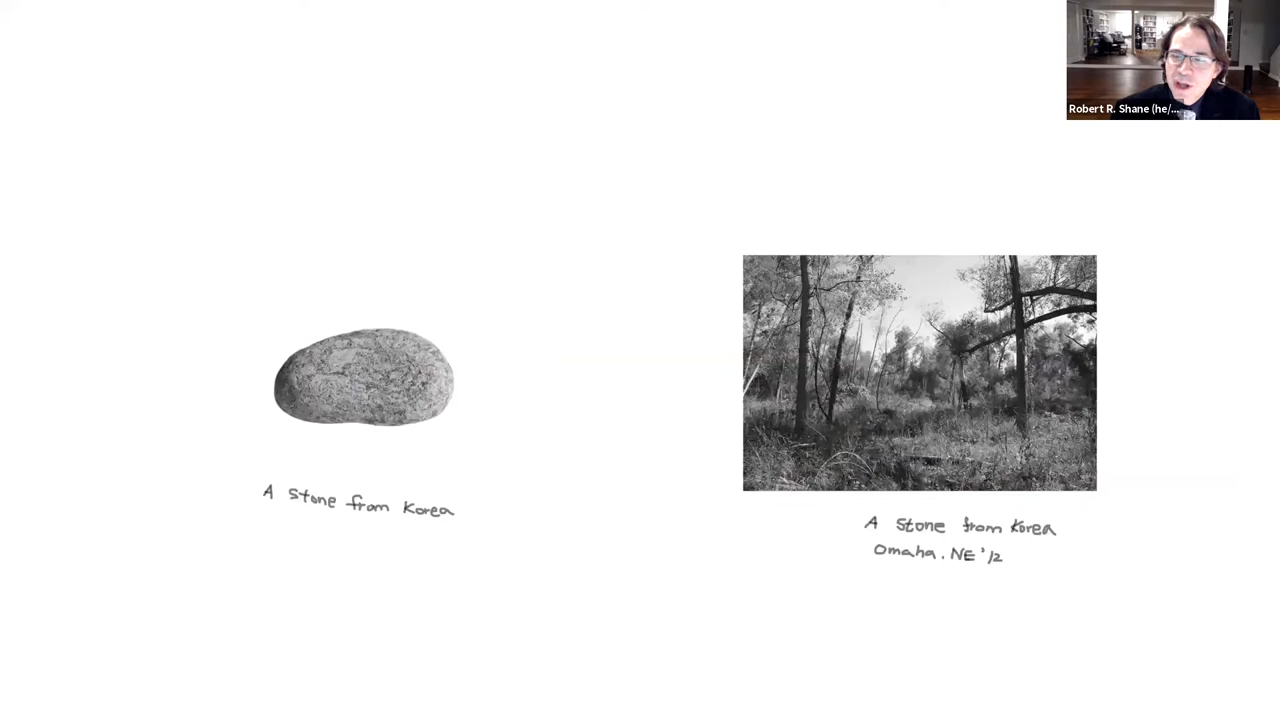 Robert R. Shane (he/...
A stone from Korea
A stone from Korea
Omaha. NE '12